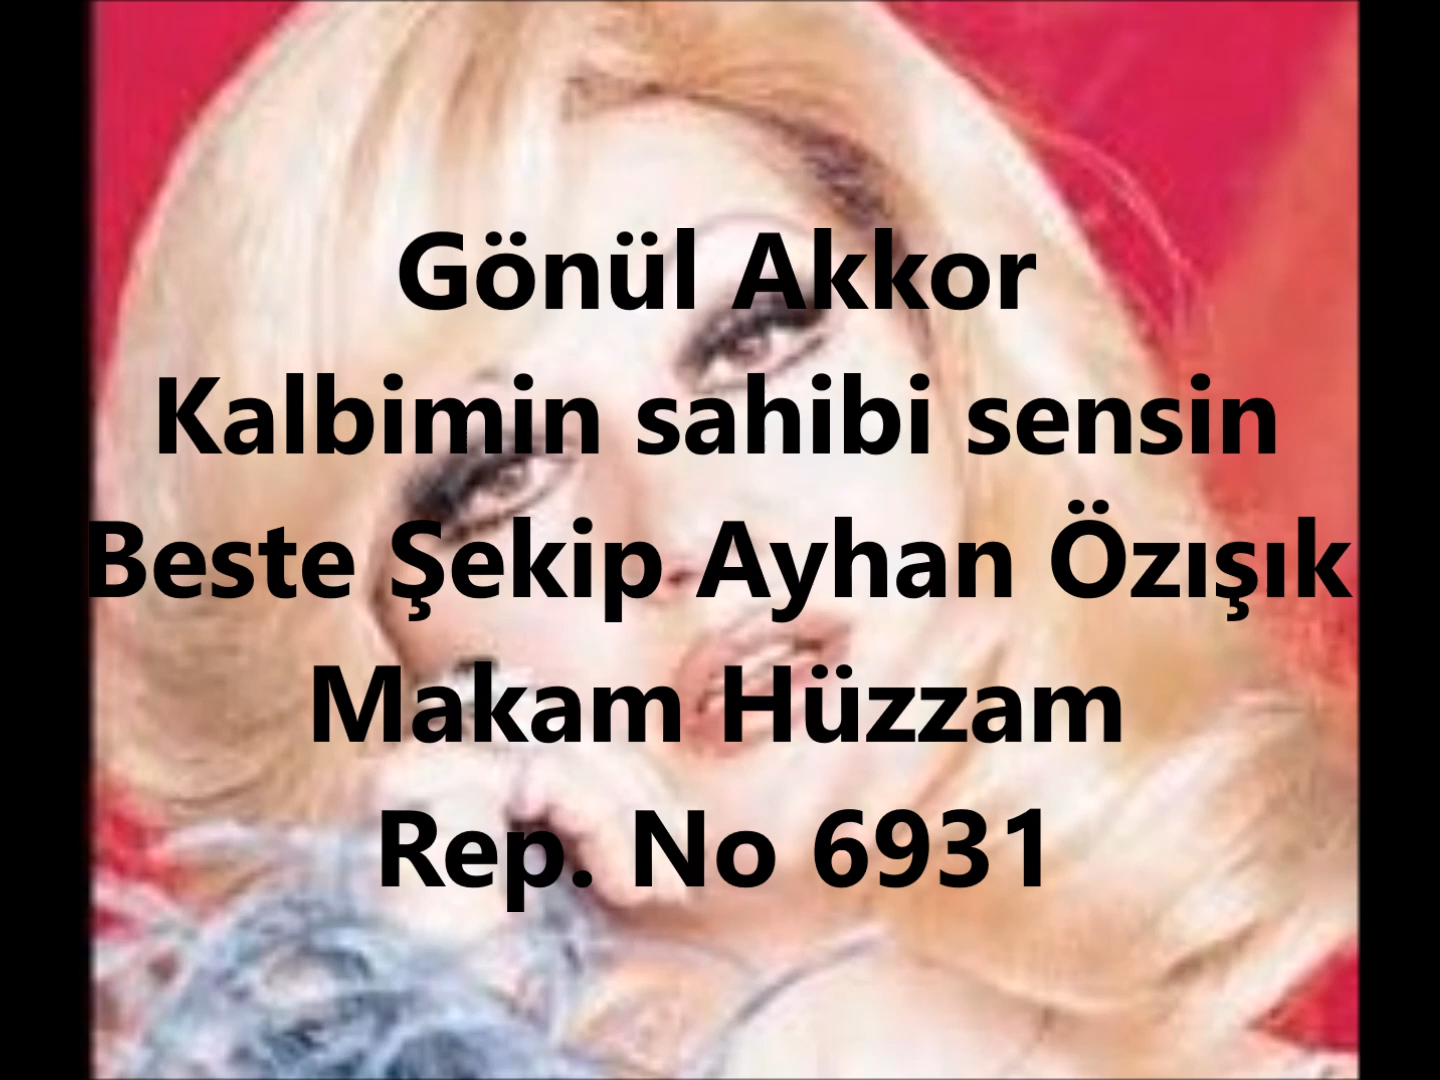 Gönül Akkor
Kalbimin sahibi sensin
Beste Şekip Ayhan Özışık
Makam Hüzzam
Rep. No 6931